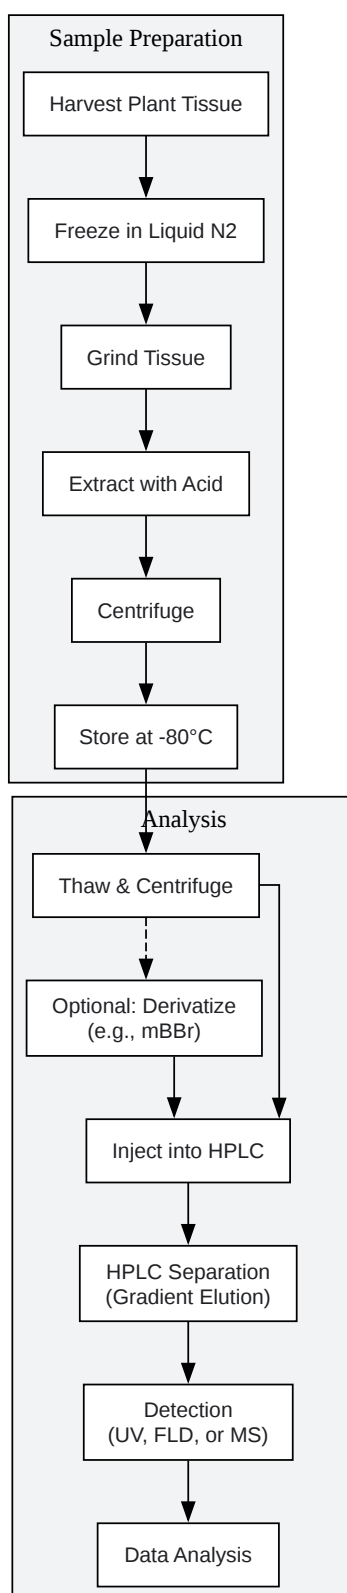 Sample Preparation
Harvest Plant Tissue
Freeze in Liquid N2
Grind Tissue
Extract with Acid
Centrifuge
Store at -80°C
Analysis
Thaw & Centrifuge
Optional: Derivatize
(e.g., mBBr)
Inject into HPLC
HPLC Separation
(Gradient Elution)
Detection
(UV, FLD, or MS)
Data Analysis